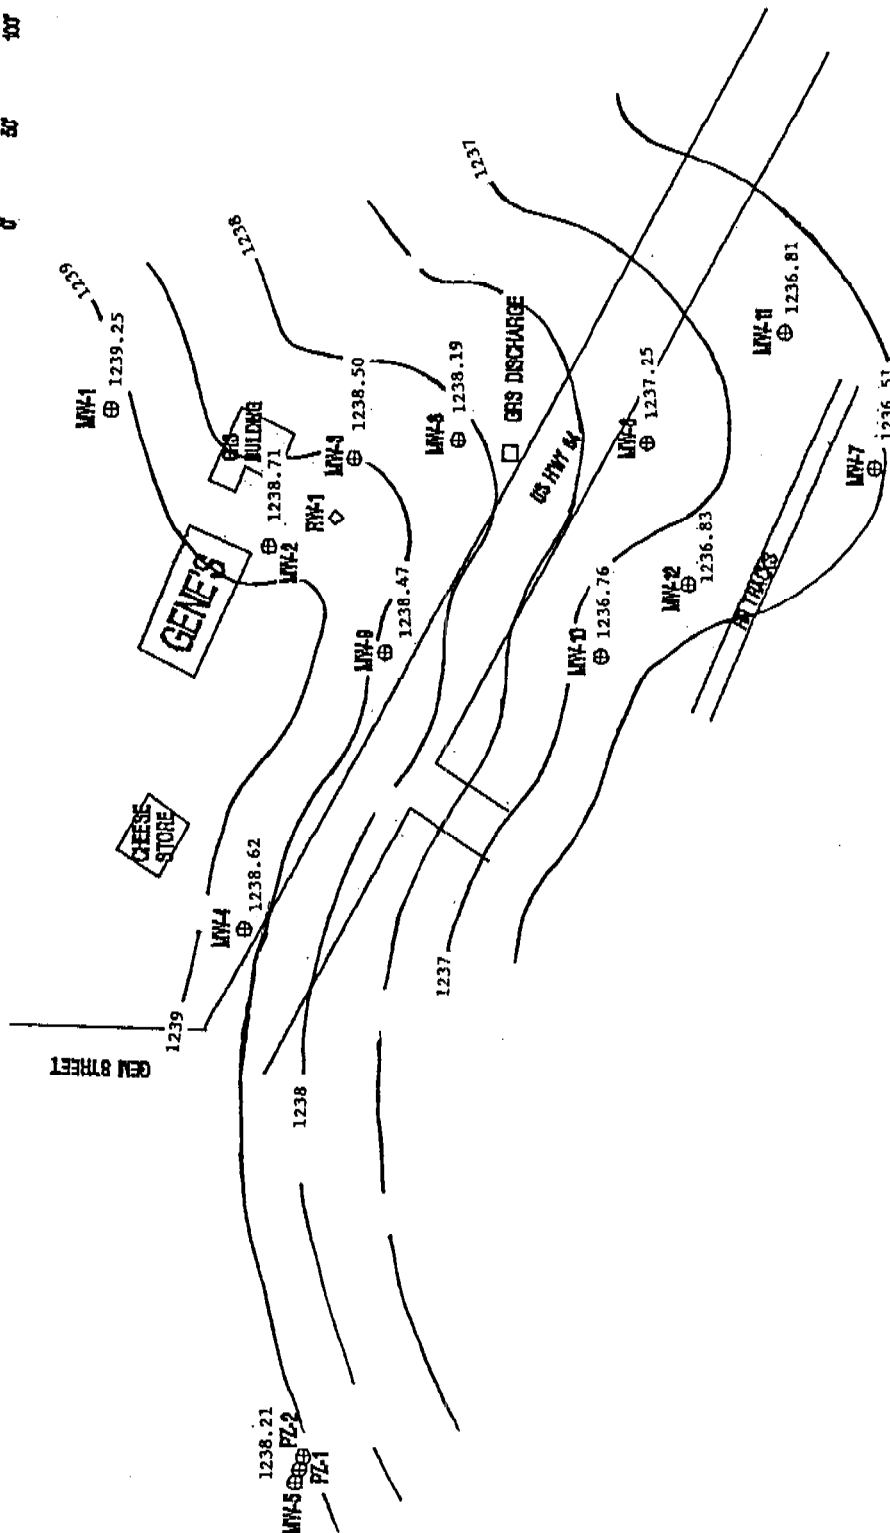 0'
50'
100'
1239
MW-1
1239.25
1238
1237
GRS
BUILDING
1238.71
MW-2
GENE'S
MW-3
1238.50
RW-1
MW-8
1238.19
GRS DISCHARGE
US HWY 64
MW-6
1237.25
MW-11
1236.81
MW-7
1236.51
MW-12
1236.83
RR TRACKS
MW-10
1236.76
MW-9
1238.47
CHEESE
STORE
MW-4
1238.62
1239
GEM STREET
1238
1237
1238.21
PZ-2
PZ-1
MW-5